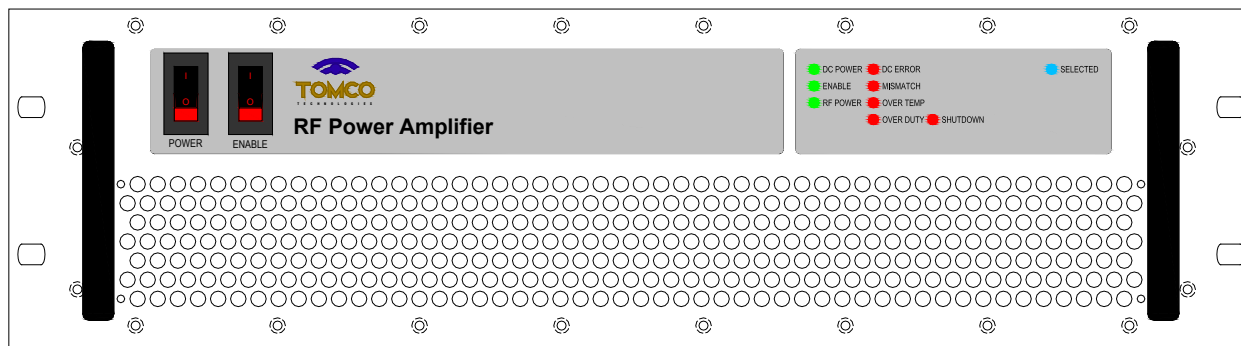 TOMCO
TECHNOLOGIES
RF Power Amplifier
I
O
POWER
I
O
ENABLE
DC POWER
ENABLE
RF POWER
DC ERROR
MISMATCH
OVER TEMP
OVER DUTY
SHUTDOWN
SELECTED